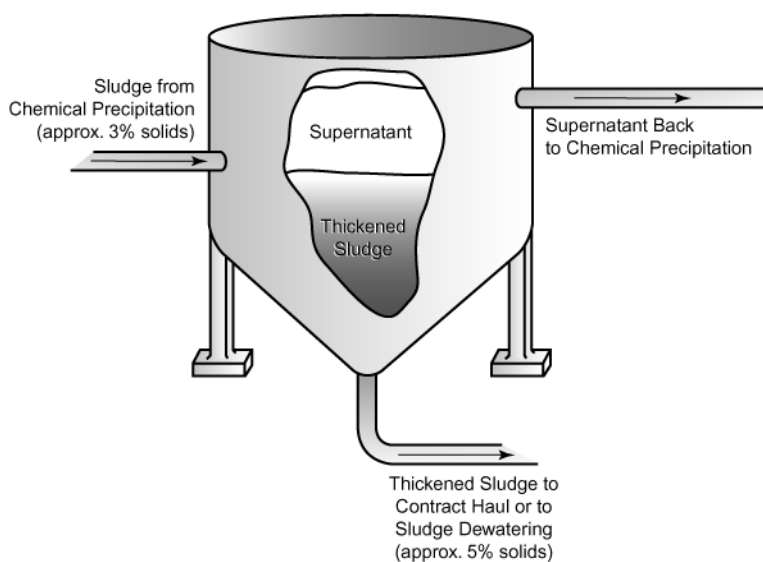 Sludge from
Chemical Precipitation
(approx. 3% solids)
Supernatant
Thickened
Sludge
Supernatant Back
to Chemical Precipitation
Thickened Sludge to
Contract Haul or to
Sludge Dewatering
(approx. 5% solids)